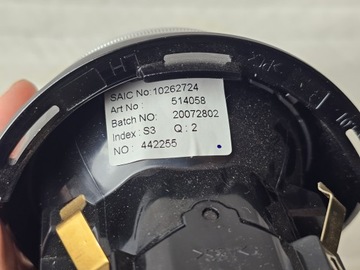 SAIC No:10262724
Art No : 514058
Batch NO: 20072802
Index : S3 Q : 2
NO : 442255